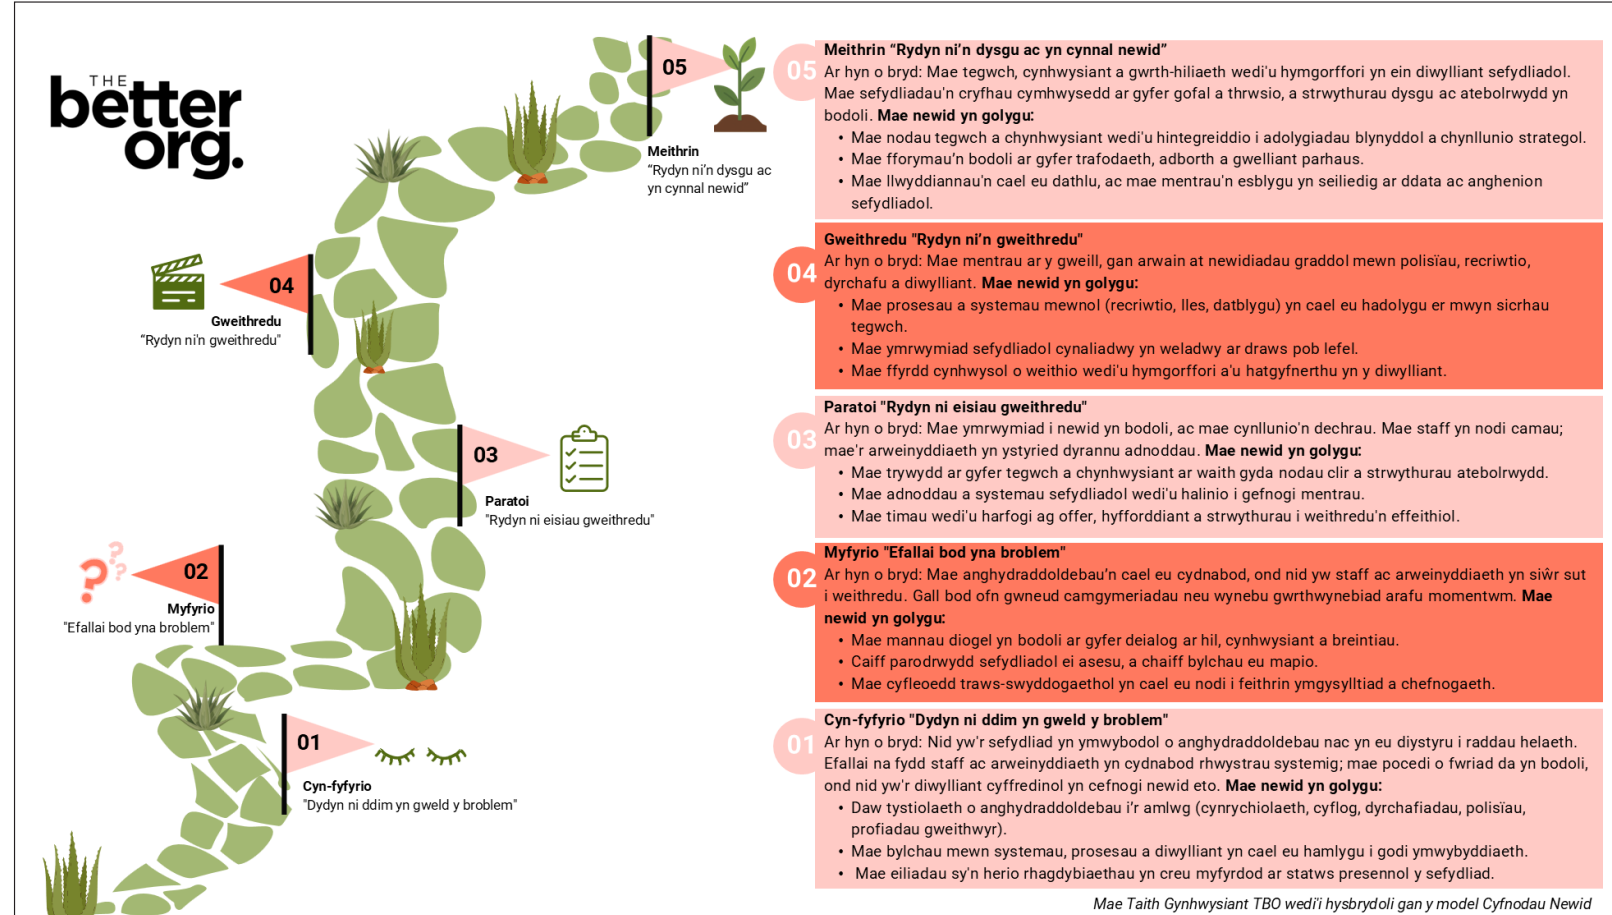 THE
better
org.
05
Meithrin
“Rydyn ni’n dysgu ac
yn cynnal newid”
04
Gweithredu
“Rydyn ni'n gweithredu"
03
Paratoi
"Rydyn ni eisiau gweithredu"
02
Myfyrio
"Efallai bod yna broblem"
01
Cyn-fyfyrio
"Dydyn ni ddim yn gweld y broblem"
05
Meithrin “Rydyn ni’n dysgu ac yn cynnal newid”
Ar hyn o bryd: Mae tegwch, cynhwysiant a gwrth-hiliaeth wedi'u hymgorffori yn ein diwylliant sefydliadol.
Mae sefydliadau'n cryfhau cymhwysedd ar gyfer gofal a thrwsio, a strwythurau dysgu ac atebolrwydd yn
bodoli. Mae newid yn golygu:
• Mae nodau tegwch a chynhwysiant wedi'u hintegreiddio i adolygiadau blynyddol a chynllunio strategol.
• Mae fforymau’n bodoli ar gyfer trafodaeth, adborth a gwelliant parhaus.
• Mae llwyddiannau'n cael eu dathlu, ac mae mentrau'n esblygu yn seiliedig ar ddata ac anghenion
sefydliadol.
04
Gweithredu "Rydyn ni’n gweithredu"
Ar hyn o bryd: Mae mentrau ar y gweill, gan arwain at newidiadau graddol mewn polisïau, recriwtio,
dyrchafu a diwylliant. Mae newid yn golygu:
• Mae prosesau a systemau mewnol (recriwtio, lles, datblygu) yn cael eu hadolygu er mwyn sicrhau
tegwch.
• Mae ymrwymiad sefydliadol cynaliadwy yn weladwy ar draws pob lefel.
• Mae ffyrdd cynhwysol o weithio wedi'u hymgorffori a'u hatgyfnerthu yn y diwylliant.
03
Paratoi "Rydyn ni eisiau gweithredu"
Ar hyn o bryd: Mae ymrwymiad i newid yn bodoli, ac mae cynllunio'n dechrau. Mae staff yn nodi camau;
mae'r arweinyddiaeth yn ystyried dyrannu adnoddau. Mae newid yn golygu:
• Mae trywydd ar gyfer tegwch a chynhwysiant ar waith gyda nodau clir a strwythurau atebolrwydd.
• Mae adnoddau a systemau sefydliadol wedi'u halinio i gefnogi mentrau.
• Mae timau wedi'u harfogi ag offer, hyfforddiant a strwythurau i weithredu'n effeithiol.
02
Myfyrio "Efallai bod yna broblem"
Ar hyn o bryd: Mae anghydraddoldebau’n cael eu cydnabod, ond nid yw staff ac arweinyddiaeth yn siŵr sut
i weithredu. Gall bod ofn gwneud camgymeriadau neu wynebu gwrthwynebiad arafu momentwm. Mae
newid yn golygu:
• Mae mannau diogel yn bodoli ar gyfer deialog ar hil, cynhwysiant a breintiau.
• Caiff parodrwydd sefydliadol ei asesu, a chaiff bylchau eu mapio.
• Mae cyfleoedd traws-swyddogaethol yn cael eu nodi i feithrin ymgysylltiad a chefnogaeth.
01
Cyn-fyfyrio "Dydyn ni ddim yn gweld y broblem"
Ar hyn o bryd: Nid yw'r sefydliad yn ymwybodol o anghydraddoldebau nac yn eu diystyru i raddau helaeth.
Efallai na fydd staff ac arweinyddiaeth yn cydnabod rhwystrau systemig; mae pocedi o fwriad da yn bodoli,
ond nid yw'r diwylliant cyffredinol yn cefnogi newid eto. Mae newid yn golygu:
• Daw tystiolaeth o anghydraddoldebau i’r amlwg (cynrychiolaeth, cyflog, dyrchafiadau, polisïau,
profiadau gweithwyr).
• Mae bylchau mewn systemau, prosesau a diwylliant yn cael eu hamlygu i godi ymwybyddiaeth.
• Mae eiliadau sy'n herio rhagdybiaethau yn creu myfyrdod ar statws presennol y sefydliad.
Mae Taith Gynhwysiant TBO wedi'i hysbrydoli gan y model Cyfnodau Newid